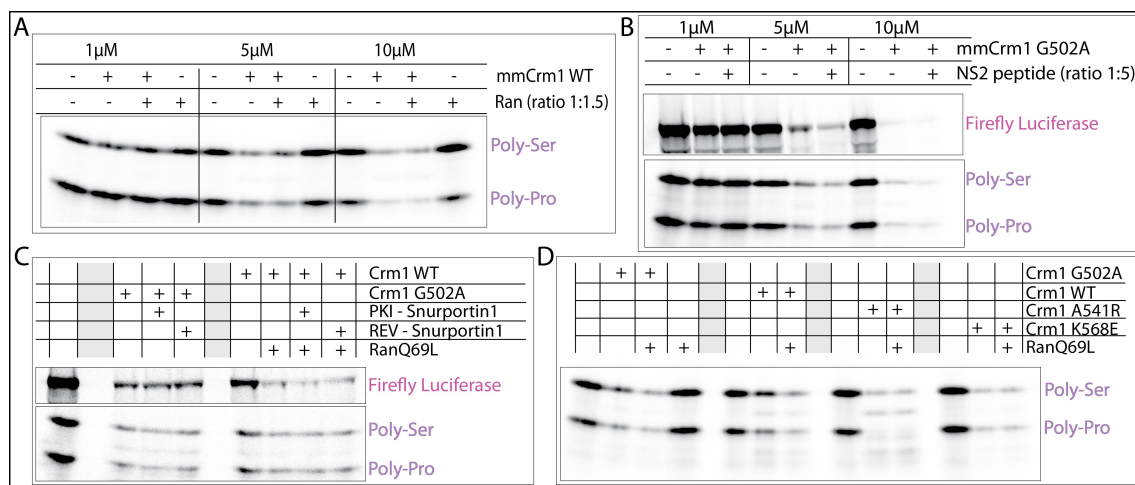 A
1µM 5µM 10µM
- + + - - + + - - + + - mmCrm1 WT
- - + + - - + + - - + + Ran (ratio 1:1.5)
Poly-Ser
Poly-Pro
B
1µM 5µM 10µM
- + + - + + - + + mmCrm1 G502A
- - + - - + - - + NS2 peptide (ratio 1:5)
Firefly Luciferase
Poly-Ser
Poly-Pro
C
+ + + + Crm1 WT
+ + + Crm1 G502A
+ + PKI - Snurportin1
+ + REV - Snurportin1
+ + + RanQ69L
Firefly Luciferase
Poly-Ser
Poly-Pro
D
+ + Crm1 G502A
+ + Crm1 WT
+ + Crm1 A541R
+ + Crm1 K568E
+ + + + + RanQ69L
Poly-Ser
Poly-Pro